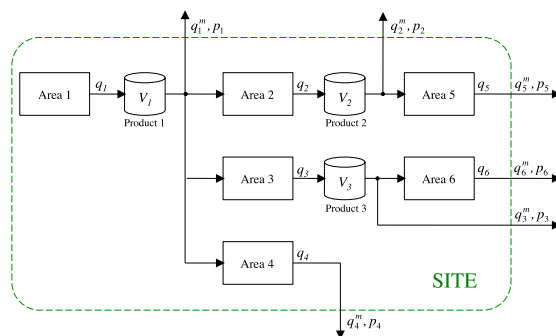 q₁ᵐ, p₁
q₂ᵐ, p₂
Area 1
q₁
V₁
Product 1
Area 2
q₂
V₂
Product 2
Area 5
q₅
q₅ᵐ, p₅
Area 3
q₃
V₃
Product 3
Area 6
q₆
q₆ᵐ, p₆
q₃ᵐ, p₃
Area 4
q₄
SITE
q₄ᵐ, p₄